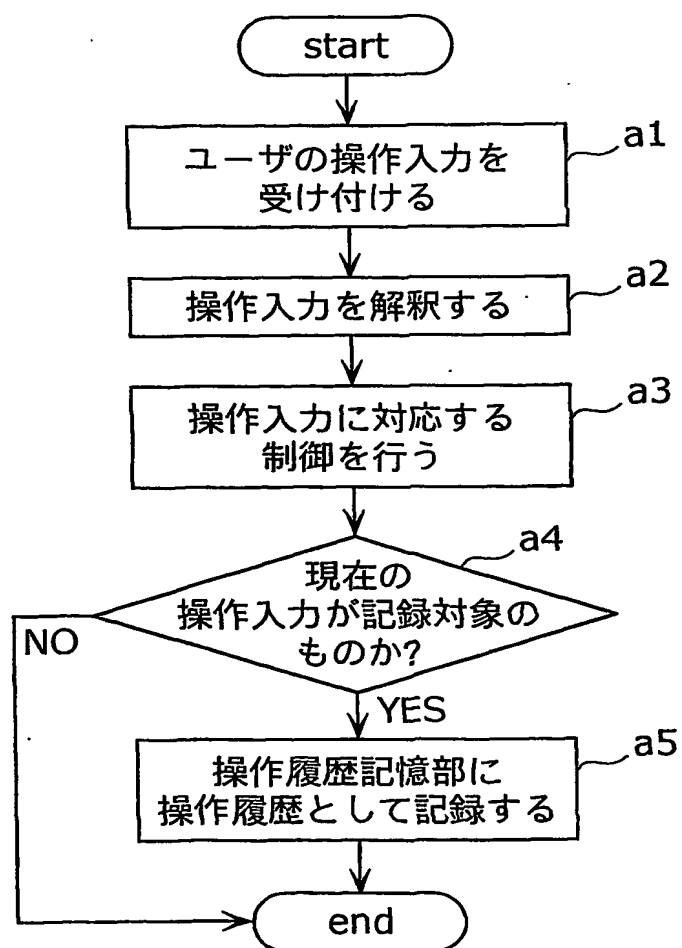 start
ユーザの操作入力を
受け付ける
a1
操作入力を解釈する
a2
操作入力に対応する
制御を行う
a3
現在の
操作入力が記録対象の
ものか?
a4
NO
YES
操作履歴記憶部に
操作履歴として記録する
a5
end